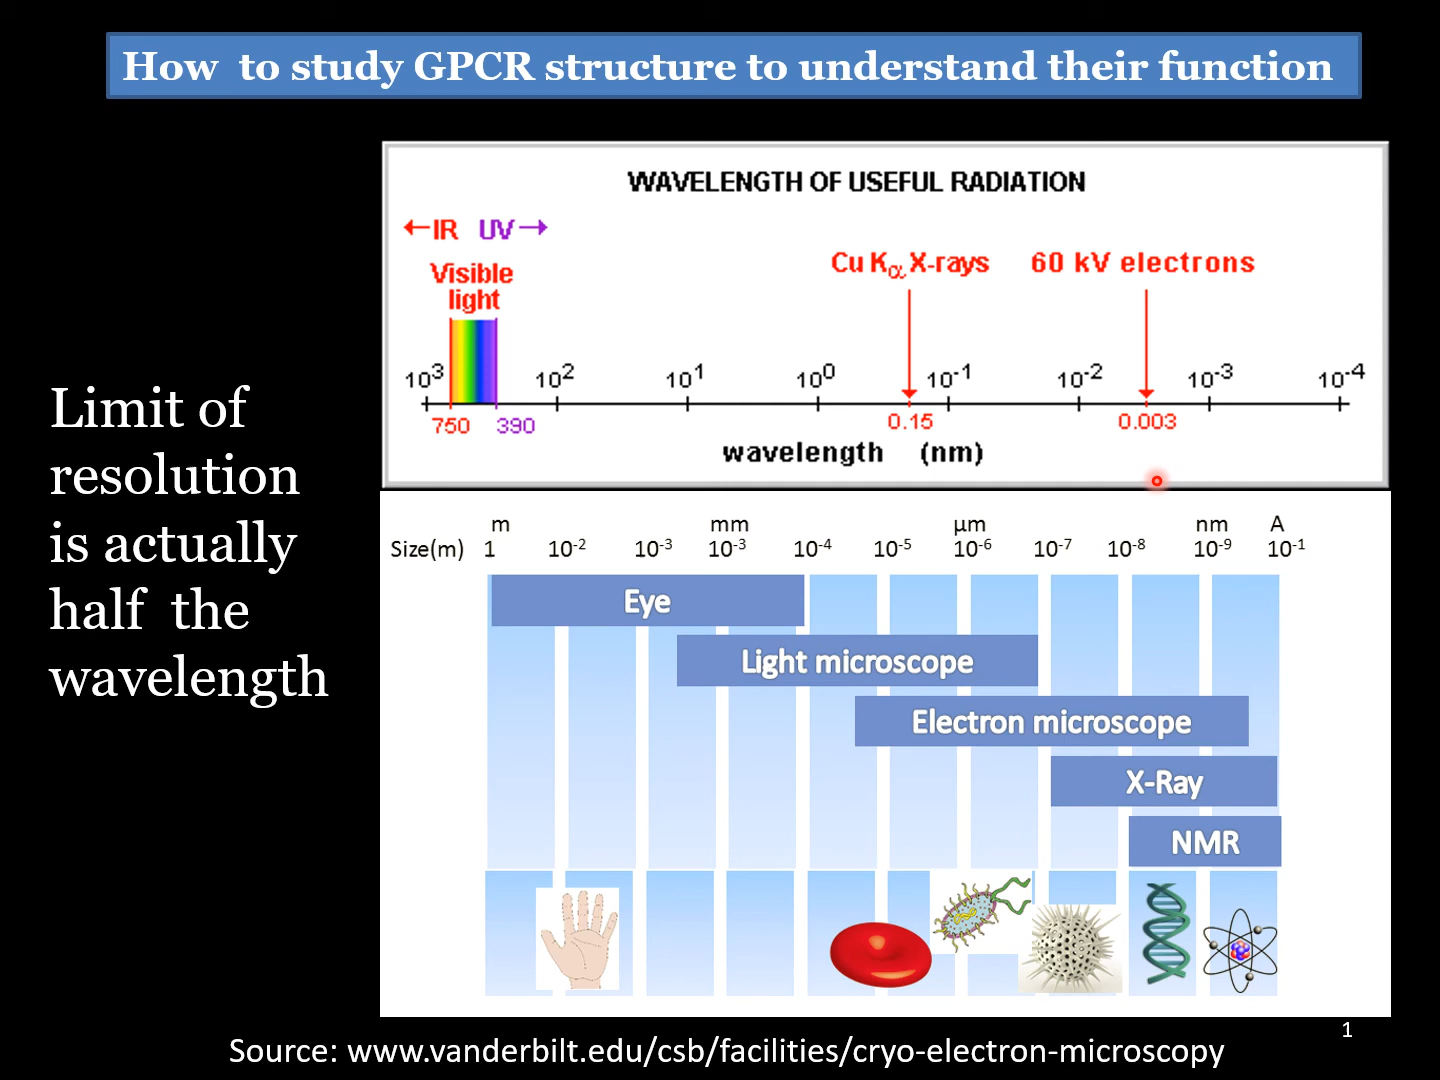 How to study GPCR structure to understand their function
WAVELENGTH OF USEFUL RADIATION
←IR UV→
Visible
light
Cu Kα X-rays
60 kV electrons
10³ 10² 10¹ 10⁰ 10⁻¹ 10⁻² 10⁻³ 10⁻⁴
750 390 0.15 0.003
wavelength (nm)
Limit of
resolution
is actually
half the
wavelength
m mm µm nm A
Size(m) 1 10⁻² 10⁻³ 10⁻³ 10⁻⁴ 10⁻⁵ 10⁻⁶ 10⁻⁷ 10⁻⁸ 10⁻⁹ 10⁻¹
Eye
Light microscope
Electron microscope
X-Ray
NMR
1
Source: www.vanderbilt.edu/csb/facilities/cryo-electron-microscopy